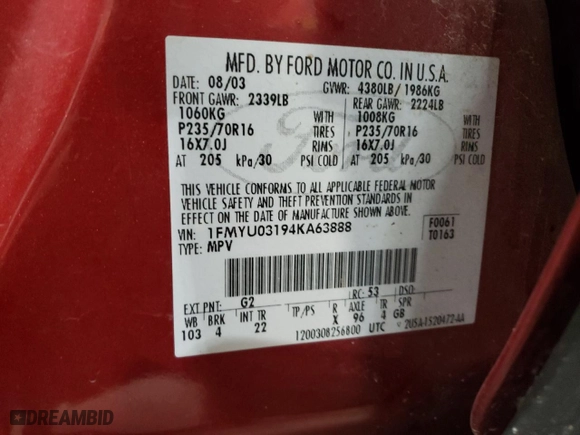 MFD. BY FORD MOTOR CO. IN U.S.A.
DATE: 08/03 GVWR: 4380LB/ 1986KG
FRONT GAWR: 2339LB REAR GAWR: 2224LB
1060KG WITH 1008KG WITH
P235/70R16 TIRES P235/70R16 TIRES
16X7.0J RIMS 16X7.0J RIMS
AT 205 kPa/30 PSI COLD AT 205 kPa/30 PSI COLD
THIS VEHICLE CONFORMS TO ALL APPLICABLE FEDERAL MOTOR
VEHICLE SAFETY AND THEFT PREVENTION STANDARDS IN
EFFECT ON THE DATE OF MANUFACTURE SHOWN ABOVE.
VIN: 1FMYU03194KA63888 F0061
TYPE: MPV T0163
EXT PNT: G2 RC: 53 DSO:
WB BRK INT TR TP/PS R AXLE TR SPR
103 4 22 X 96 4 GB
1200308256800 UTC
Ford
DREAMBID